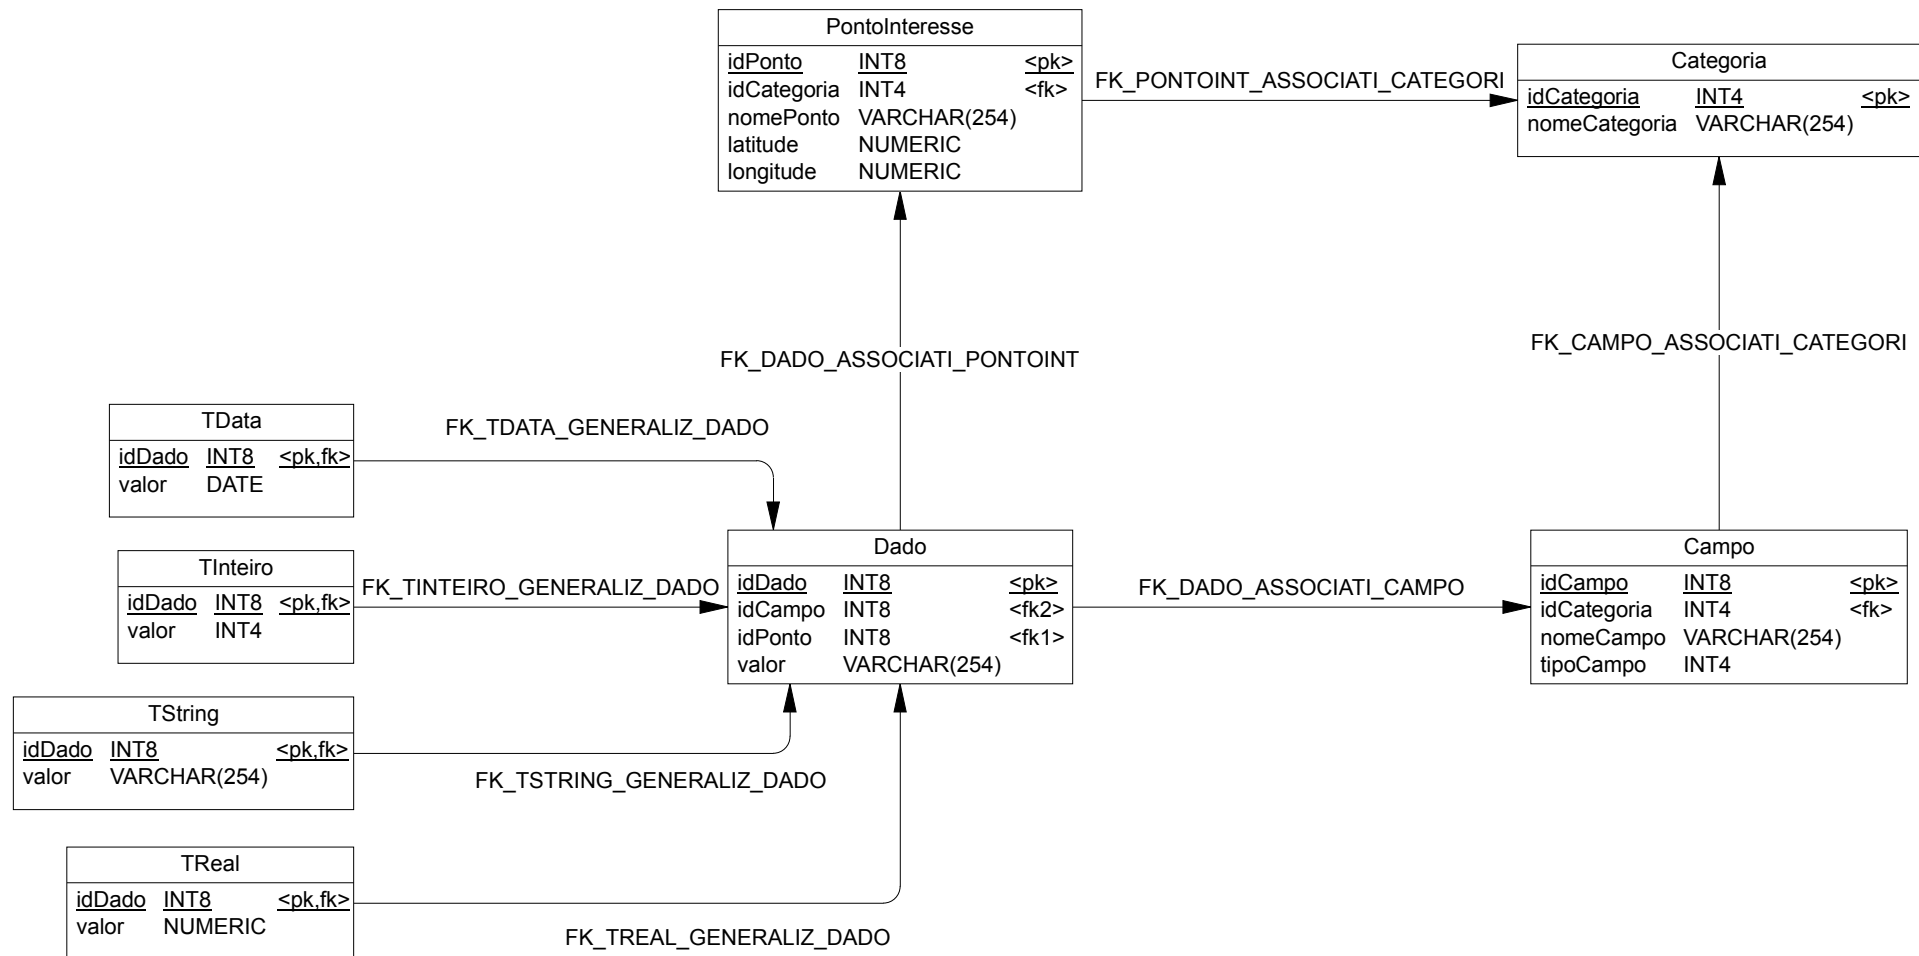 PontoInteresse
idPonto INT8 <pk>
idCategoria INT4 <fk>
nomePonto VARCHAR(254)
latitude NUMERIC
longitude NUMERIC
FK_PONTOINT_ASSOCIATI_CATEGORI
Categoria
idCategoria INT4 <pk>
nomeCategoria VARCHAR(254)
FK_DADO_ASSOCIATI_PONTOINT
FK_CAMPO_ASSOCIATI_CATEGORI
TData
idDado INT8 <pk,fk>
valor DATE
FK_TDATA_GENERALIZ_DADO
TInteiro
idDado INT8 <pk,fk>
valor INT4
FK_TINTEIRO_GENERALIZ_DADO
Dado
idDado INT8 <pk>
idCampo INT8 <fk2>
idPonto INT8 <fk1>
valor VARCHAR(254)
FK_DADO_ASSOCIATI_CAMPO
Campo
idCampo INT8 <pk>
idCategoria INT4 <fk>
nomeCampo VARCHAR(254)
tipoCampo INT4
TString
idDado INT8 <pk,fk>
valor VARCHAR(254)
FK_TSTRING_GENERALIZ_DADO
TReal
idDado INT8 <pk,fk>
valor NUMERIC
FK_TREAL_GENERALIZ_DADO